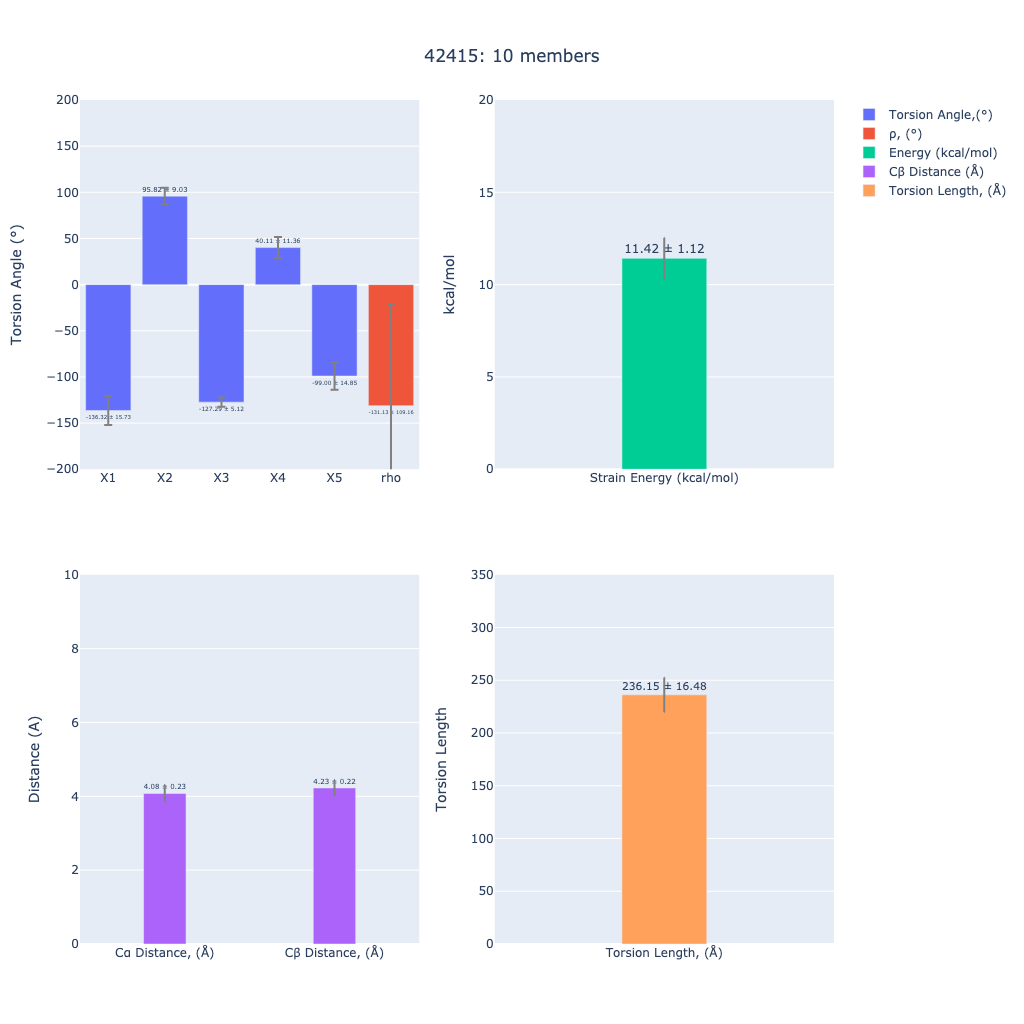 42415: 10 members
Torsion Angle (°)
200
150
100
50
0
−50
−100
−150
−200
-136.32 ± 15.73
95.82 ± 9.03
-127.29 ± 5.12
40.11 ± 11.36
-99.00 ± 14.85
-131.13 ± 109.16
X1 X2 X3 X4 X5 rho
kcal/mol
20
15
10
5
0
11.42 ± 1.12
Strain Energy (kcal/mol)
Torsion Angle,(°)
ρ, (°)
Energy (kcal/mol)
Cβ Distance (Å)
Torsion Length, (Å)
Distance (A)
10
8
6
4
2
0
4.08 ± 0.23
4.23 ± 0.22
Cα Distance, (Å) Cβ Distance, (Å)
Torsion Length
350
300
250
200
150
100
50
0
236.15 ± 16.48
Torsion Length, (Å)